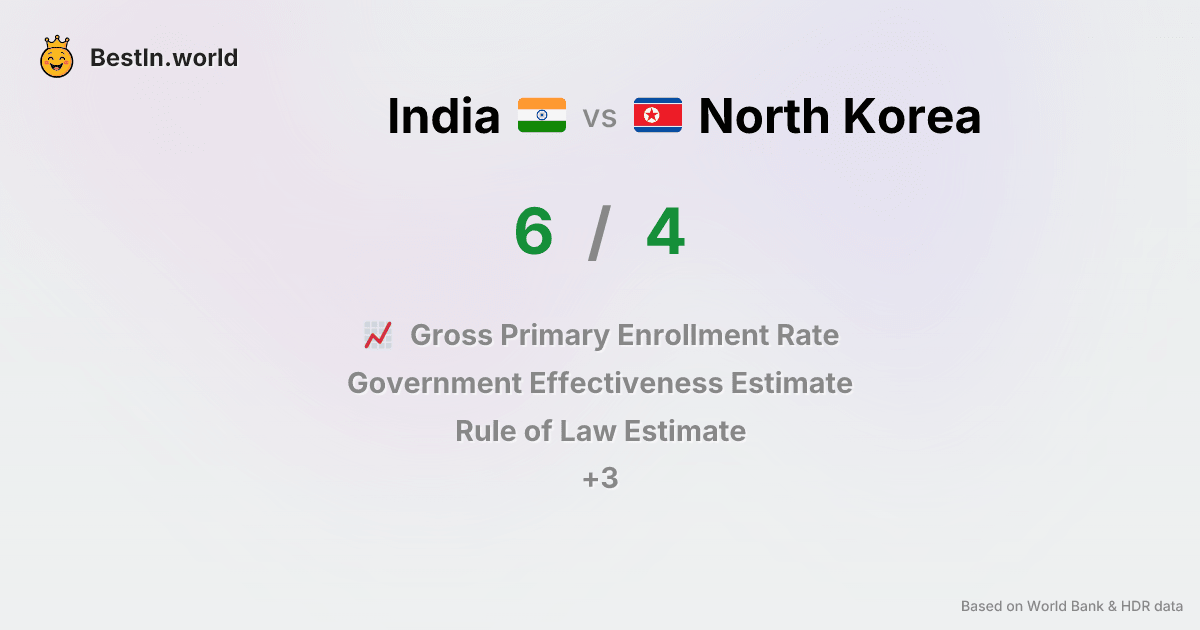 BestIn.world
India vs North Korea
6 / 4
Gross Primary Enrollment Rate
Government Effectiveness Estimate
Rule of Law Estimate
+3
Based on World Bank & HDR data